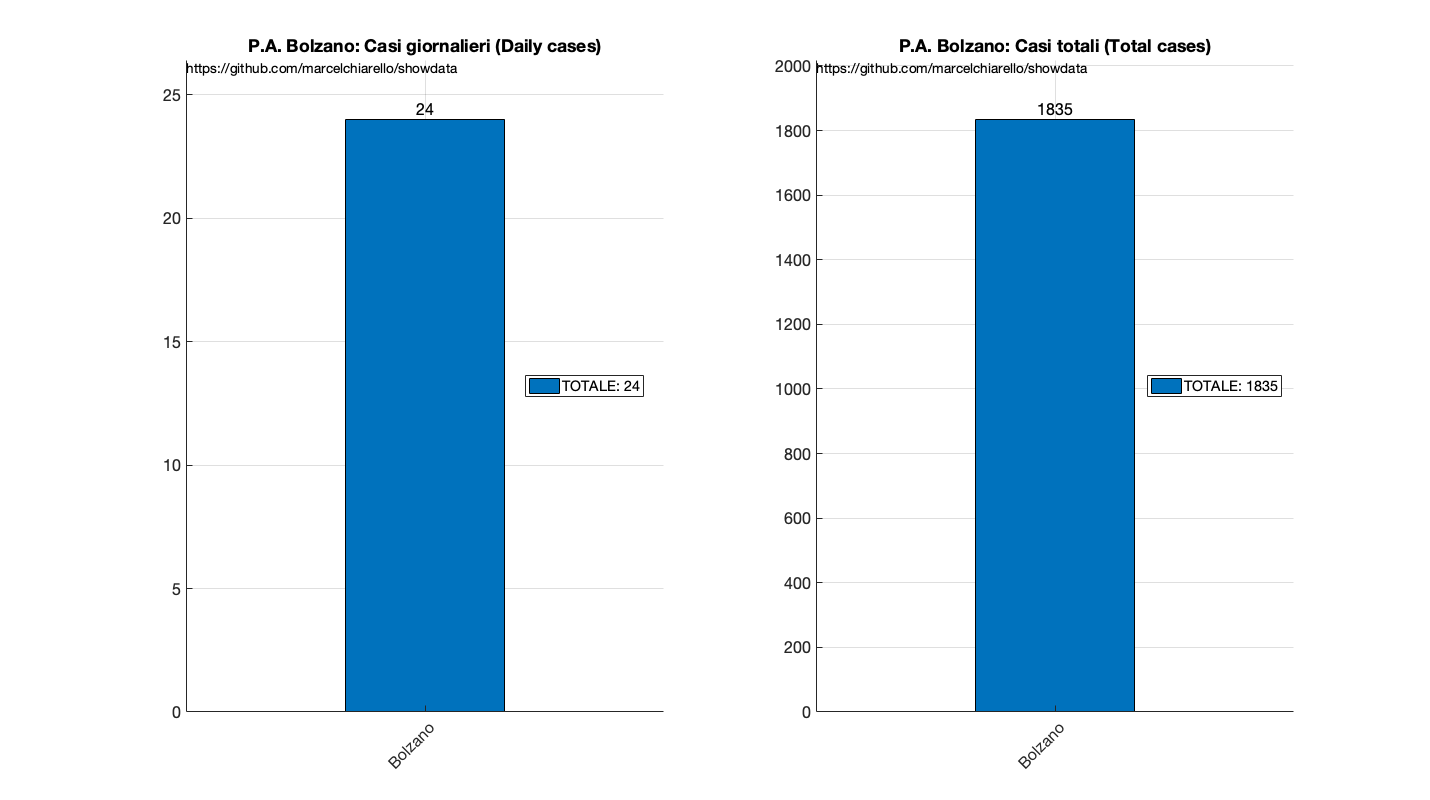 P.A. Bolzano: Casi giornalieri (Daily cases)
https://github.com/marcelchiarello/showdata
25
24
20
15
TOTALE: 24
10
5
0
Bolzano
P.A. Bolzano: Casi totali (Total cases)
2000
https://github.com/marcelchiarello/showdata
1835
1800
1600
1400
1200
1000
TOTALE: 1835
800
600
400
200
0
Bolzano